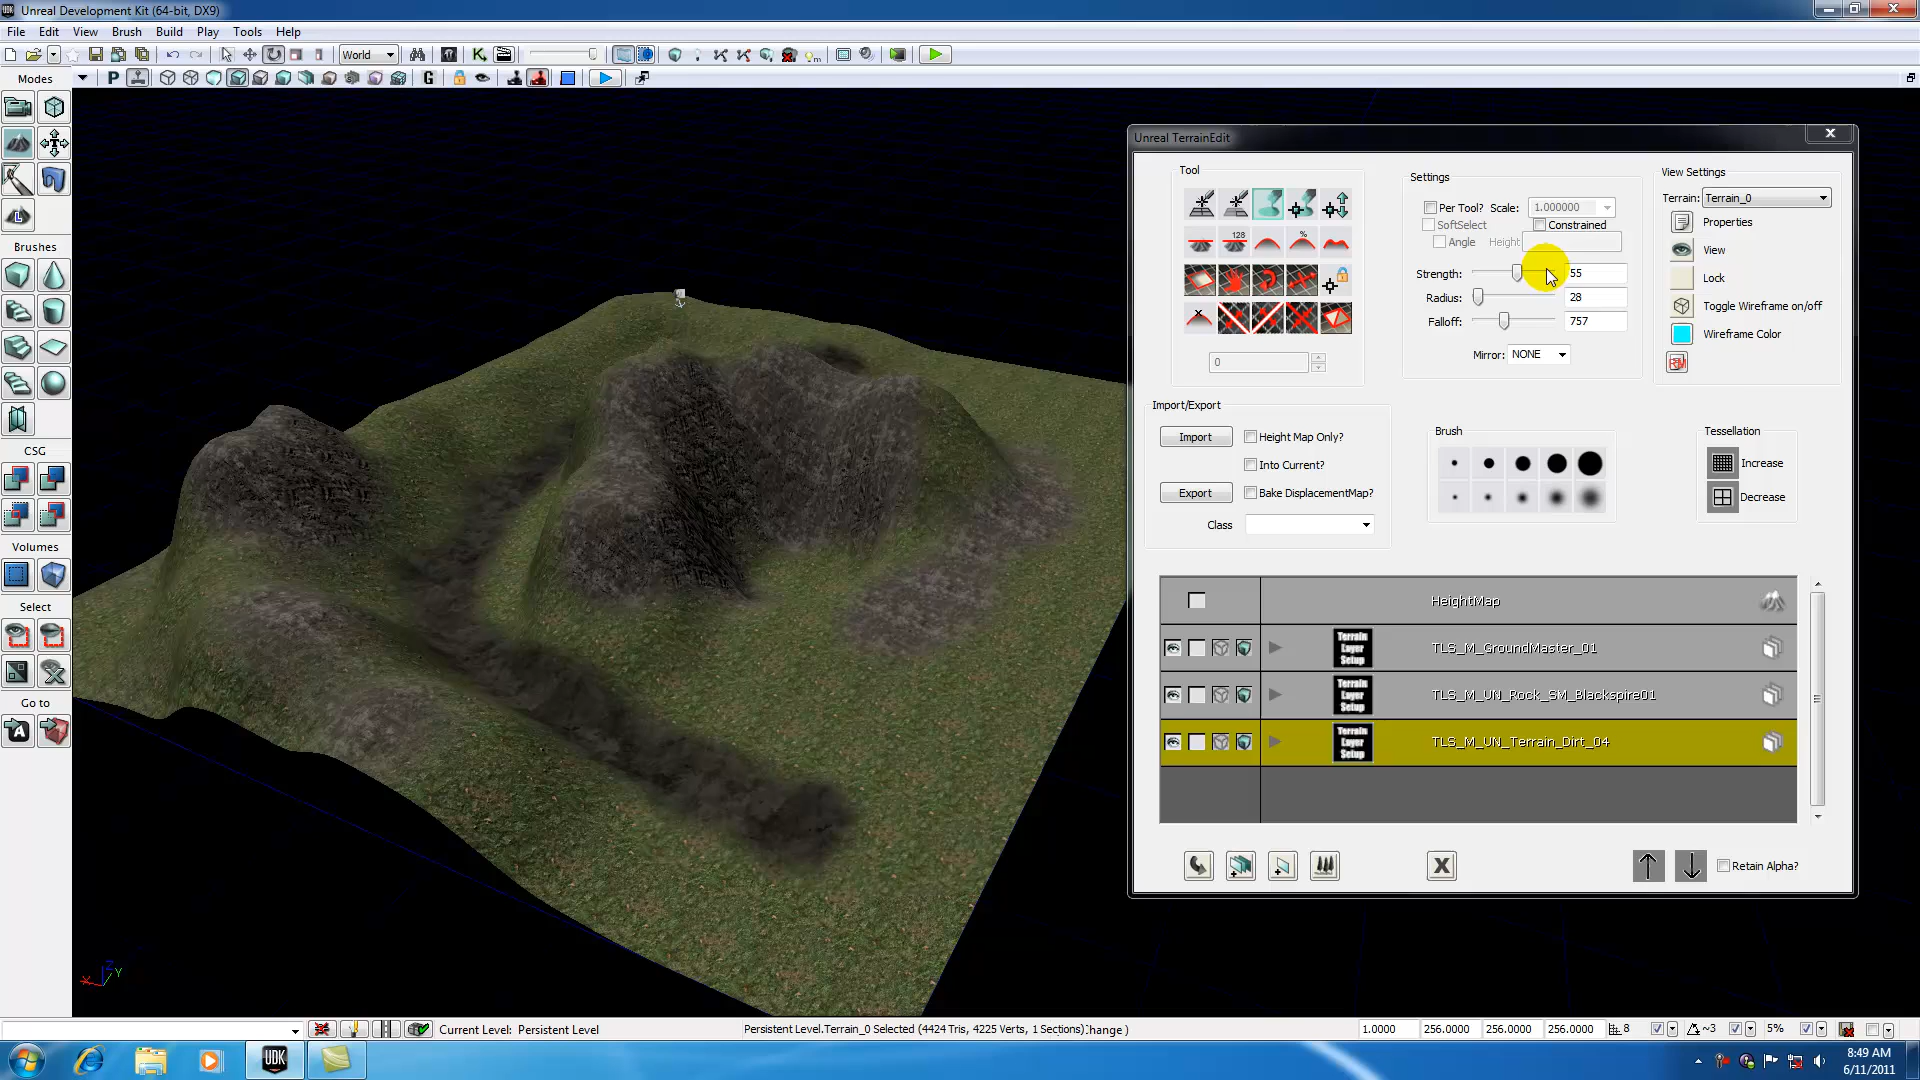 Unreal Development Kit (64-bit, DX9)
File Edit View Brush Build Play Tools Help
World
Modes
P
G
Brushes
CSG
Volumes
Select
Go to
Unreal TerrainEdit
Tool
128
%
0
Settings
Per Tool? Scale: 1.000000
SoftSelect Constrained
Angle Height
Strength: 55
Radius: 28
Falloff: 757
Mirror: NONE
View Settings
Terrain: Terrain_0
Properties
View
Lock
Toggle Wireframe on/off
Wireframe Color
Import/Export
Import Height Map Only?
Into Current?
Export Bake DisplacementMap?
Class
Brush
Tessellation
Increase
Decrease
HeightMap
Terrain Layer Setup TLS_M_GroundMaster_01
Terrain Layer Setup TLS_M_UN_Rock_SM_Blackspire01
Terrain Layer Setup TLS_M_UN_Terrain_Dirt_04
X
Retain Alpha?
X Z Y
Current Level: Persistent Level
Persistent Level.Terrain_0 Selected (4424 Tris, 4225 Verts, 1 Sections)
hange )
1.0000 256.0000 256.0000 256.0000 8 ~3 5%
UDK
8:49 AM
6/11/2011